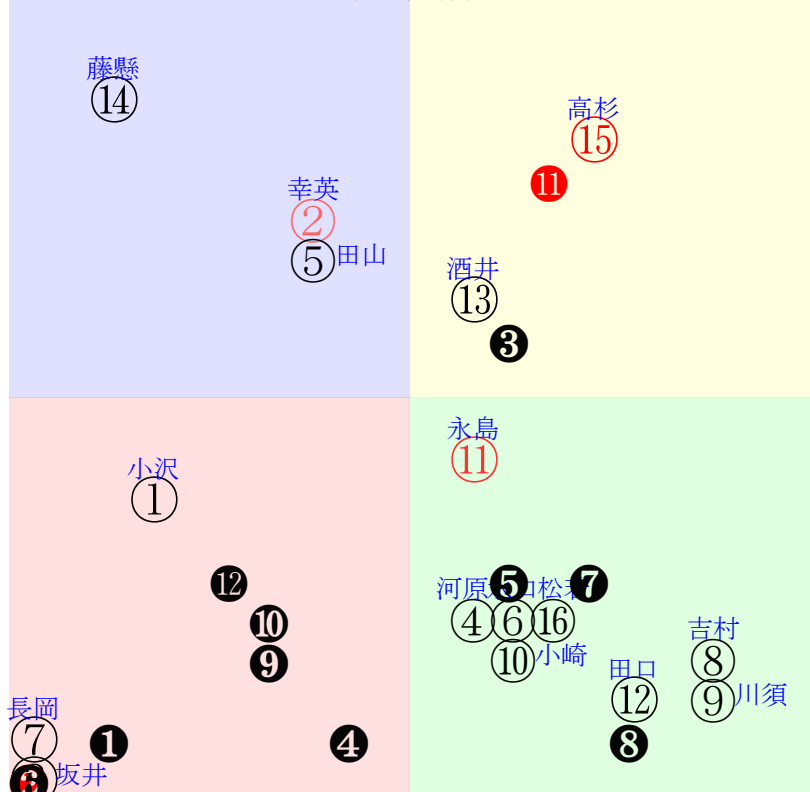 藤懸
⑭
高杉
⑮
⓫
幸英
②
⑤田山
酒井
⑬
❸
永島
⑪
小沢
①
⓬
❺
❼
河原
松若
④⑥⑯
❿
⑩小崎
❾
吉村
⑧
田口
⑫
⑨川須
長岡
⑦
❶
❹
❽
坂井
❻